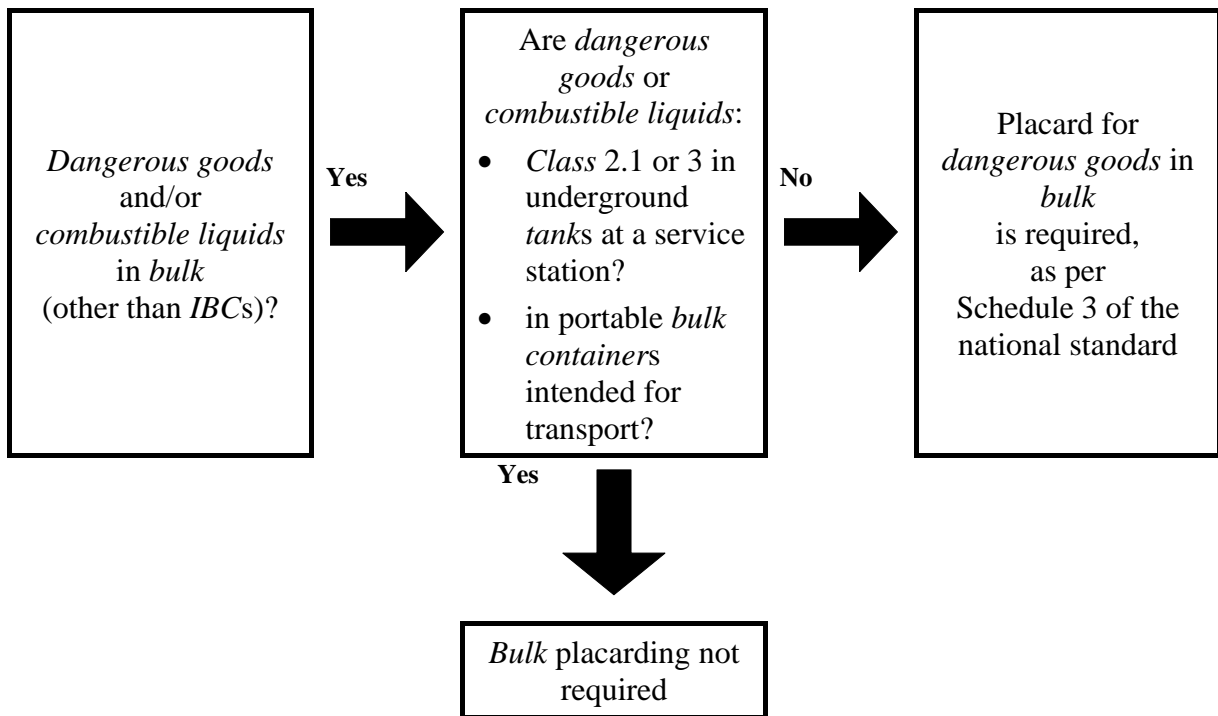 Dangerous goods
and/or
combustible liquids
in bulk
(other than IBCs)?
Yes
Are dangerous
goods or
combustible liquids:
• Class 2.1 or 3 in
underground
tanks at a service
station?
• in portable bulk
containers
intended for
transport?
No
Placard for
dangerous goods in
bulk
is required,
as per
Schedule 3 of the
national standard
Yes
Bulk placarding not
required